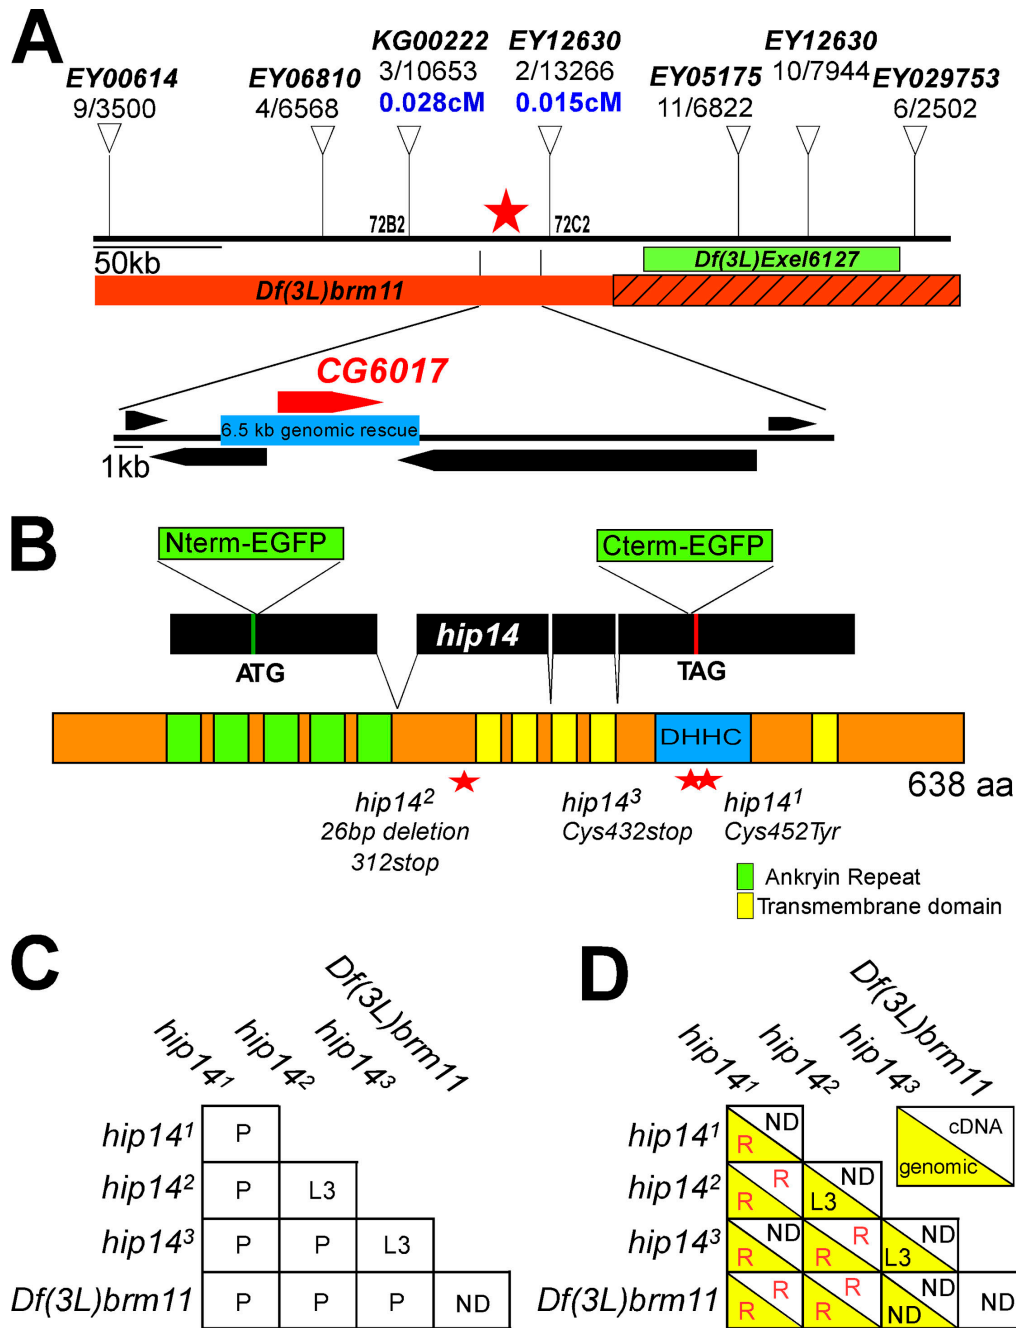 A
EY00614
9/3500
EY06810
4/6568
KG00222
3/10653
0.028cM
EY12630
2/13266
0.015cM
EY05175
11/6822
EY12630
10/7944
EY029753
6/2502
72B2
72C2
50kb
Df(3L)Exel6127
Df(3L)brm11
CG6017
6.5 kb genomic rescue
1kb
B
Nterm-EGFP
Cterm-EGFP
hip14
ATG
TAG
DHHC
638 aa
hip14²
26bp deletion
312stop
hip14³
Cys432stop
hip14¹
Cys452Tyr
Ankryin Repeat
Transmembrane domain
C
hip14¹
hip14²
hip14³
Df(3L)brm11
hip14¹ P
hip14² P L3
hip14³ P P L3
Df(3L)brm11 P P P ND
D
hip14¹
hip14²
hip14³
Df(3L)brm11
cDNA
genomic
hip14¹ R ND
hip14² R R L3 ND
hip14³ R ND R R L3 ND
Df(3L)brm11 R R R R ND ND ND